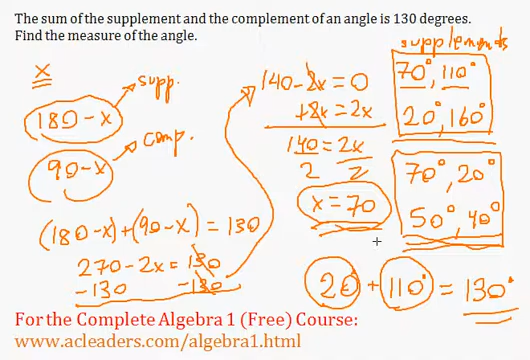 The sum of the supplement and the complement of an angle is 130 degrees.
Find the measure of the angle.
x
180-x
supp.
90-x
comp.
(180-x)+(90-x)=130
270-2x=130
-130 -130
140-2x=0
+2x=2x
140=2x
2 2
x=70
supplements
70°, 110°
20°, 160°
70°, 20°
50°, 40°
20°+110°=130°
For the Complete Algebra 1 (Free) Course:
www.acleaders.com/algebra1.html